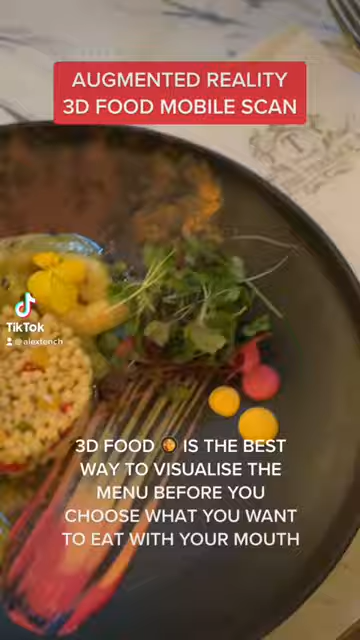 AUGMENTED REALITY
3D FOOD MOBILE SCAN
TikTok
@alexfench
3D FOOD 🥘 IS THE BEST
WAY TO VISUALISE THE
MENU BEFORE YOU
CHOOSE WHAT YOU WANT
TO EAT WITH YOUR MOUTH